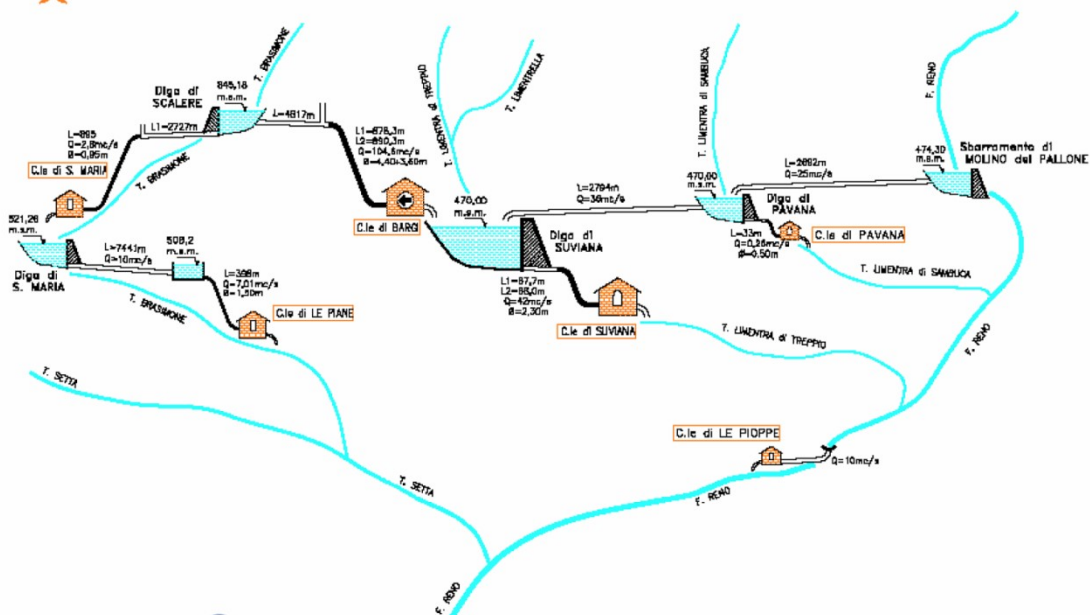 T. BRASIMONE
Diga di
SCALERE
845,18
m.s.m.
L1=2727m
L=4817m
L=895
Q=2,8mc/s
Ø=0,95m
C.le di S. MARIA
T. BRASIMONE
521,26
m.s.m.
Diga di
S. MARIA
L=7441m
Q=10mc/s
508,2
m.s.m.
L=398m
Q=7,01mc/s
Ø=1,50m
C.le di LE PIANE
T. BRASIMONE
L1=678,3m
L2=690,3m
Q=104,6mc/s
Ø=4,40÷3,60m
C.le di BARGI
T. LIMENTRA di TREPPIO
T. LIMENTRELLA
470,00
m.s.m.
Diga di
SUVIANA
L=2794m
Q=36mc/s
L1=67,7m
L2=68,0m
Q=42mc/s
Ø=2,30m
C.le di SUVIANA
T. LIMENTRA di SAMBUCA
470,60
m.s.m.
Diga di
PAVANA
L=33m
Q=0,26mc/s
Ø=0,50m
C.le di PAVANA
L=2692m
Q=25mc/s
F. RENO
474,30
m.s.m.
Sbarramento di
MOLINO del PALLONE
T. LIMENTRA di SAMBUCA
T. LIMENTRA di TREPPIO
F. RENO
C.le di LE PIOPPE
Q=10mc/s
F. RENO
T. SETTA
T. SETTA
F. RENO